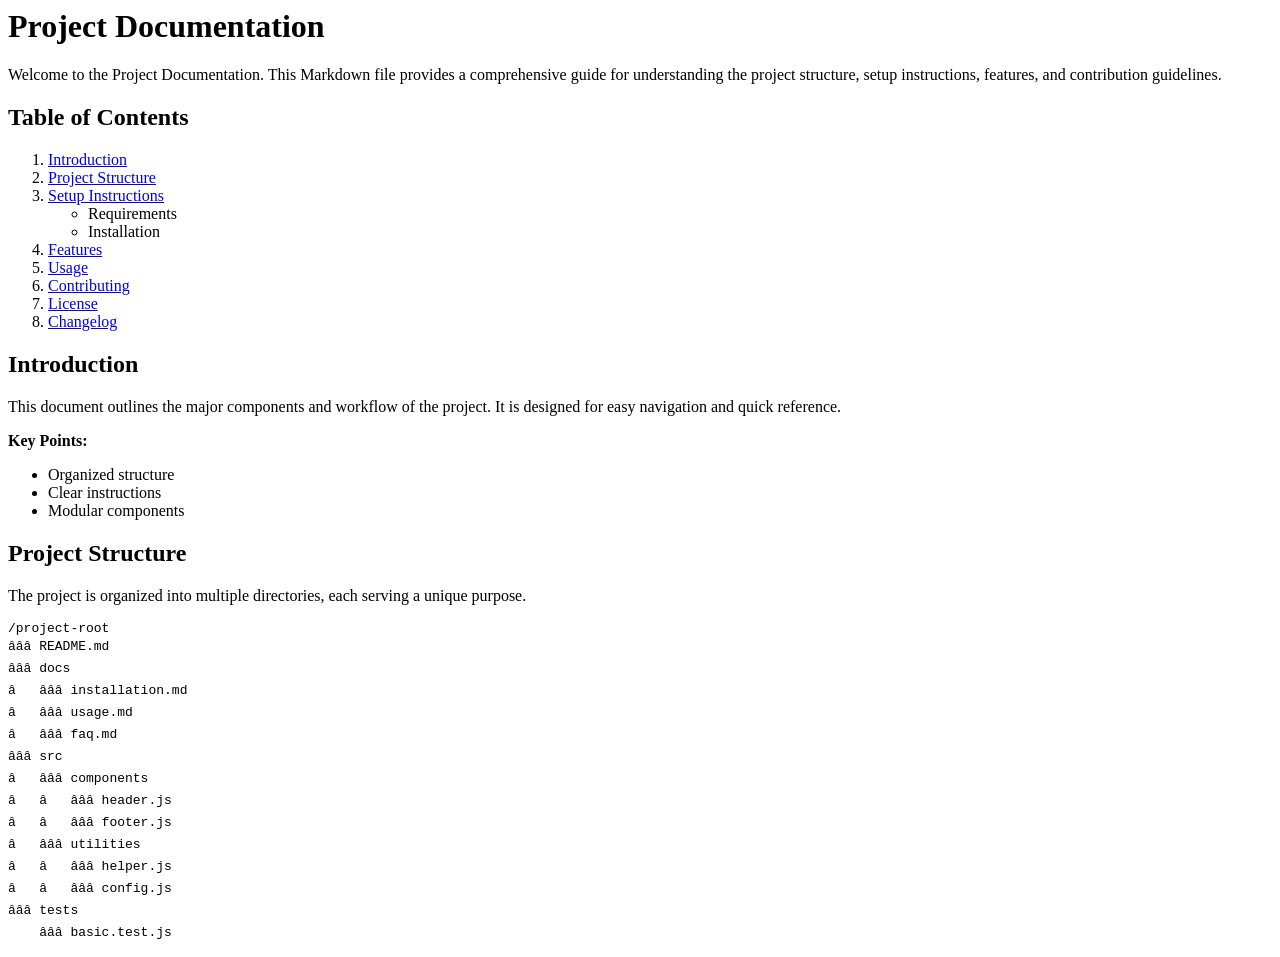 Project Documentation
Welcome to the Project Documentation. This Markdown file provides a comprehensive guide for understanding the project structure, setup instructions, features, and contribution guidelines.
Table of Contents
1. Introduction
2. Project Structure
3. Setup Instructions
○ Requirements
○ Installation
4. Features
5. Usage
6. Contributing
7. License
8. Changelog
Introduction
This document outlines the major components and workflow of the project. It is designed for easy navigation and quick reference.
Key Points:
• Organized structure
• Clear instructions
• Modular components
Project Structure
The project is organized into multiple directories, each serving a unique purpose.
/project-root
âââ README.md
âââ docs
â   âââ installation.md
â   âââ usage.md
â   âââ faq.md
âââ src
â   âââ components
â   â   âââ header.js
â   â   âââ footer.js
â   âââ utilities
â   â   âââ helper.js
â   â   âââ config.js
âââ tests
    âââ basic.test.js